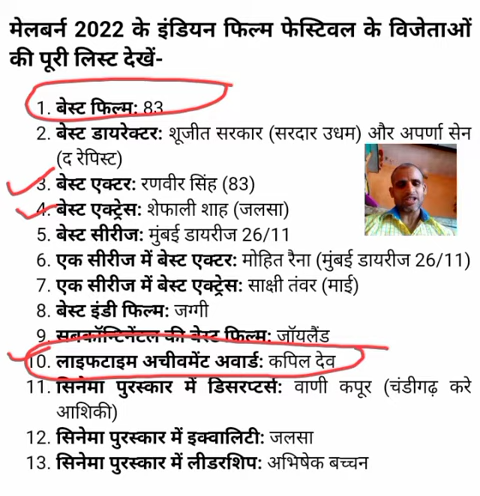 मेलबर्न 2022 के इंडियन फिल्म फेस्टिवल के विजेताओं
की पूरी लिस्ट देखें-
1. बेस्ट फिल्म: 83
2. बेस्ट डायरेक्टर: शूजीत सरकार (सरदार उधम) और अपर्णा सेन
(द रेपिस्ट)
3. बेस्ट एक्टर: रणवीर सिंह (83)
4. बेस्ट एक्ट्रेस: शेफाली शाह (जलसा)
5. बेस्ट सीरीज: मुंबई डायरीज 26/11
6. एक सीरीज में बेस्ट एक्टर: मोहित रैना (मुंबई डायरीज 26/11)
7. एक सीरीज में बेस्ट एक्ट्रेस: साक्षी तंवर (माई)
8. बेस्ट इंडी फिल्म: जग्गी
9. सबकॉन्टिनेंटल की बेस्ट फिल्म: जॉयलैंड
10. लाइफटाइम अचीवमेंट अवार्ड: कपिल देव
11. सिनेमा पुरस्कार में डिसरप्टर्स: वाणी कपूर (चंडीगढ़ करे
आशिकी)
12. सिनेमा पुरस्कार में इक्वालिटी: जलसा
13. सिनेमा पुरस्कार में लीडरशिप: अभिषेक बच्चन